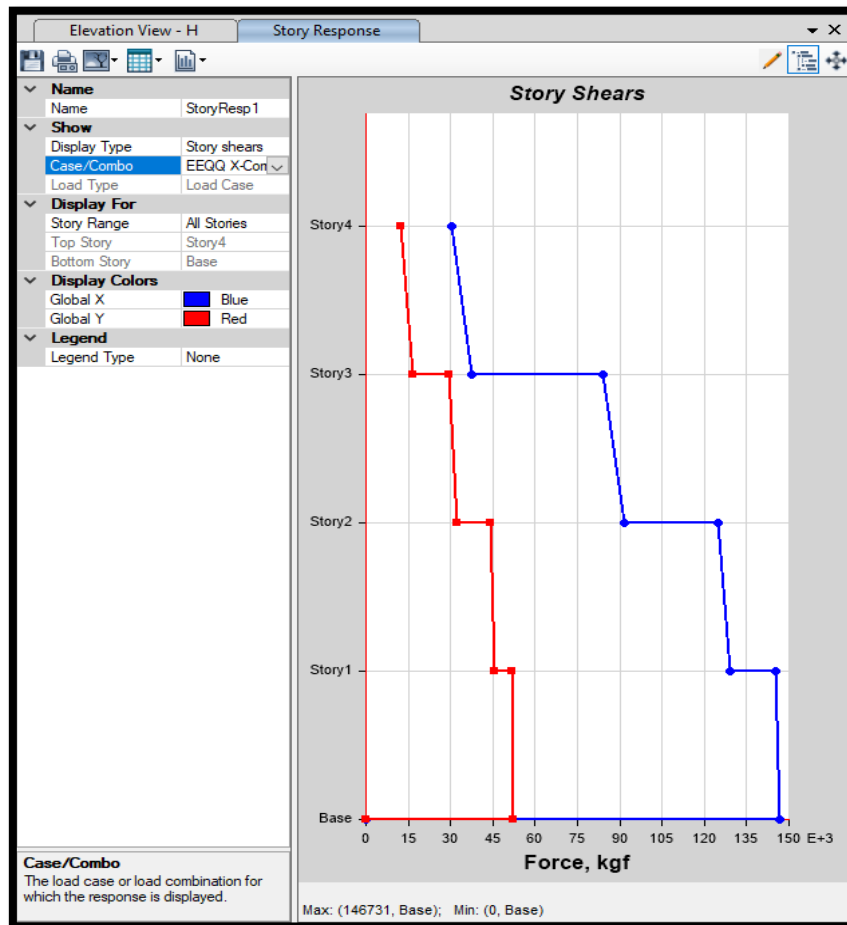 Elevation View - H
Story Response
Name
Name StoryResp1
Show
Display Type Story shears
Case/Combo EEQQ X-Com
Load Type Load Case
Display For
Story Range All Stories
Top Story Story4
Bottom Story Base
Display Colors
Global X Blue
Global Y Red
Legend
Legend Type None
Case/Combo
The load case or load combination for
which the response is displayed.
Story Shears
Story4
Story3
Story2
Story1
Base
0 15 30 45 60 75 90 105 120 135 150 E+3
Force, kgf
Max: (146731, Base); Min: (0, Base)